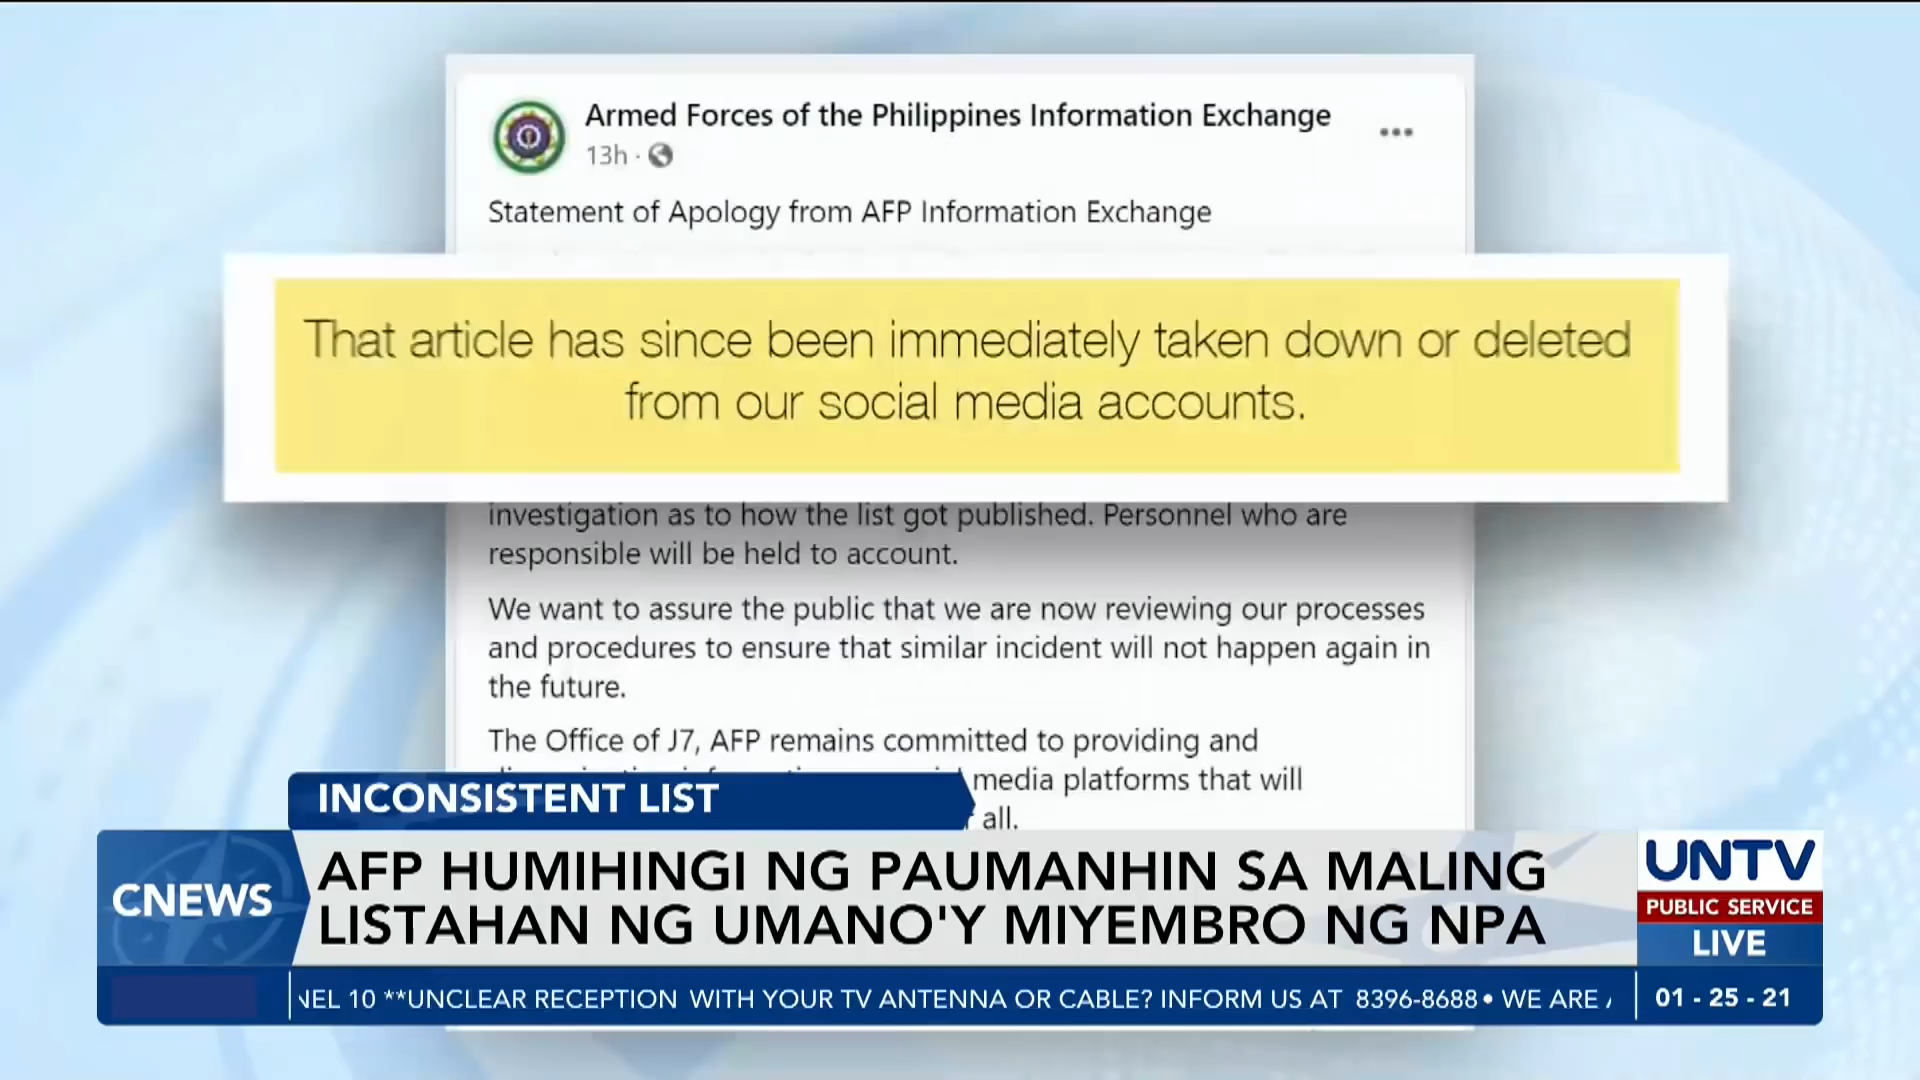 Armed Forces of the Philippines Information Exchange
13h ·
Statement of Apology from AFP Information Exchange
That article has since been immediately taken down or deleted
from our social media accounts.
investigation as to how the list got published. Personnel who are
responsible will be held to account.
We want to assure the public that we are now reviewing our processes
and procedures to ensure that similar incident will not happen again in
the future.
The Office of J7, AFP remains committed to providing and
media platforms that will
all.
INCONSISTENT LIST
CNEWS
AFP HUMIHINGI NG PAUMANHIN SA MALING
LISTAHAN NG UMANO'Y MIYEMBRO NG NPA
UNTV
PUBLIC SERVICE
LIVE
10 **UNCLEAR RECEPTION WITH YOUR TV ANTENNA OR CABLE? INFORM US AT 8396-8688• WE ARE
01 - 25 - 21